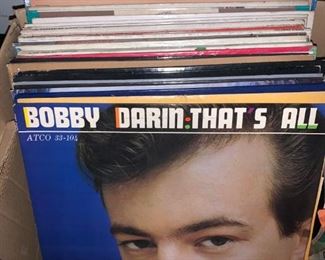 BOBBY DARIN: THAT'S ALL
ATCO 33-104